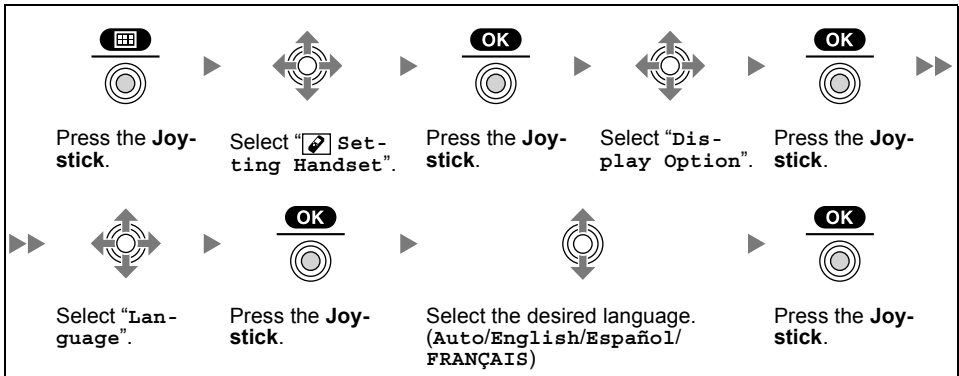 OK
OK
Press the Joy-
stick.
Select “ Set-
ting Handset”.
Press the Joy-
stick.
Select “Dis-
play Option”.
Press the Joy-
stick.
OK
OK
Select “Lan-
guage”.
Press the Joy-
stick.
Select the desired language.
(Auto/English/Español/
FRANÇAIS)
Press the Joy-
stick.